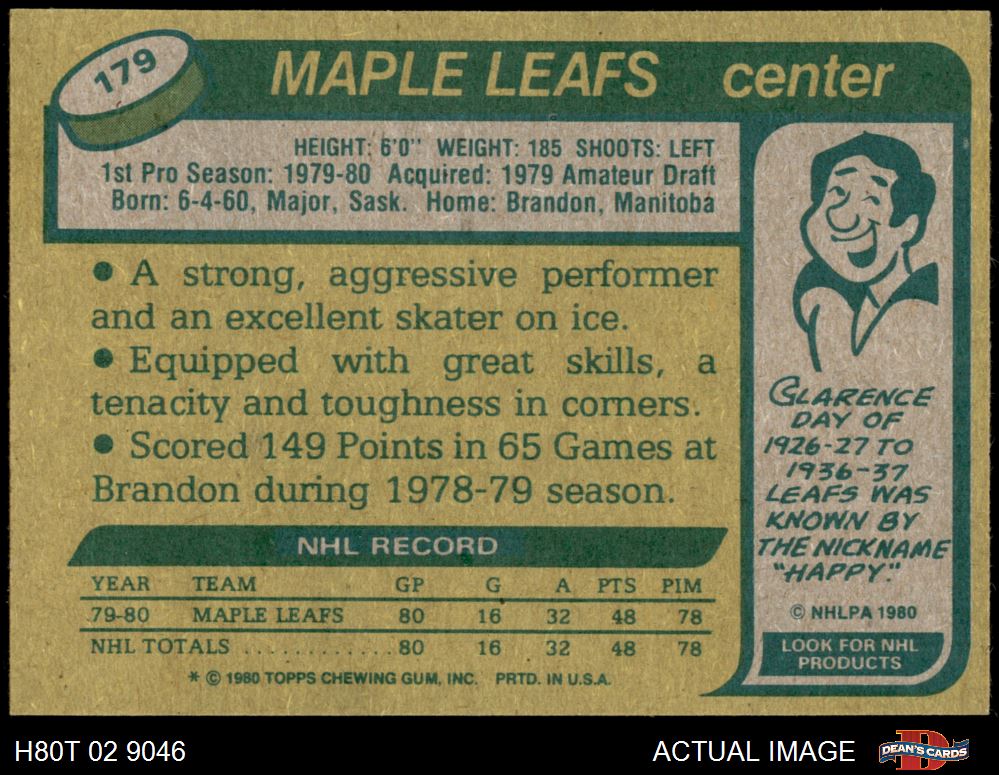 179
MAPLE LEAFS center
HEIGHT: 6'0" WEIGHT: 185 SHOOTS: LEFT
1st Pro Season: 1979-80 Acquired: 1979 Amateur Draft
Born: 6-4-60, Major, Sask. Home: Brandon, Manitoba
• A strong, aggressive performer
and an excellent skater on ice.
• Equipped with great skills, a
tenacity and toughness in corners.
• Scored 149 Points in 65 Games at
Brandon during 1978-79 season.
NHL RECORD
YEAR TEAM GP G A PTS PIM
79-80 MAPLE LEAFS 80 16 32 48 78
NHL TOTALS ............80 16 32 48 78
* © 1980 TOPPS CHEWING GUM, INC. PRTD. IN U.S.A.
CLARENCE
DAY OF
1926-27 TO
1936-37
LEAFS WAS
KNOWN BY
THE NICKNAME
"HAPPY."
© NHLPA 1980
LOOK FOR NHL
PRODUCTS
H80T 02 9046 ACTUAL IMAGE
D
DEAN'S CARDS